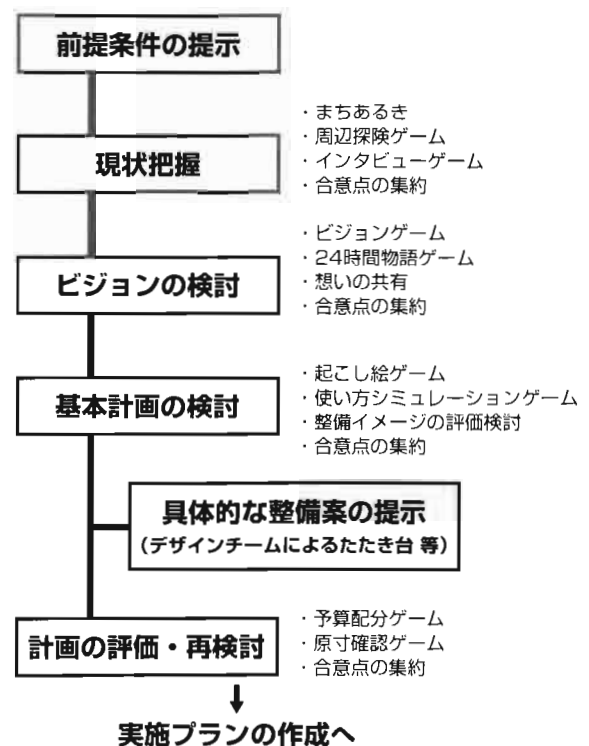 前提条件の提示
現状把握
・まちあるき
・周辺探険ゲーム
・インタビューゲーム
・合意点の集約
ビジョンの検討
・ビジョンゲーム
・24時間物語ゲーム
・想いの共有
・合意点の集約
基本計画の検討
・起こし絵ゲーム
・使い方シミュレーションゲーム
・整備イメージの評価検討
・合意点の集約
具体的な整備案の提示
（デザインチームによるたたき台 等）
計画の評価・再検討
・予算配分ゲーム
・原寸確認ゲーム
・合意点の集約
実施プランの作成へ